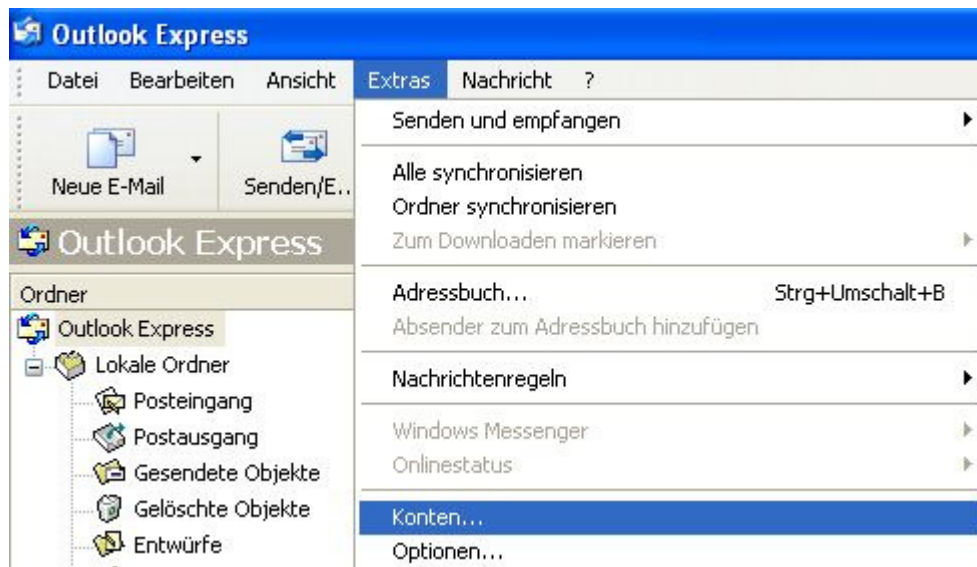 Outlook Express
Datei Bearbeiten Ansicht Extras Nachricht ?
Neue E-Mail Senden/E..
Outlook Express
Ordner
Outlook Express
Lokale Ordner
Posteingang
Postausgang
Gesendete Objekte
Gelöschte Objekte
Entwürfe
Senden und empfangen
Alle synchronisieren
Ordner synchronisieren
Zum Downloaden markieren
Adressbuch... Strg+Umschalt+B
Absender zum Adressbuch hinzufügen
Nachrichtenregeln
Windows Messenger
Onlinestatus
Konten...
Optionen...